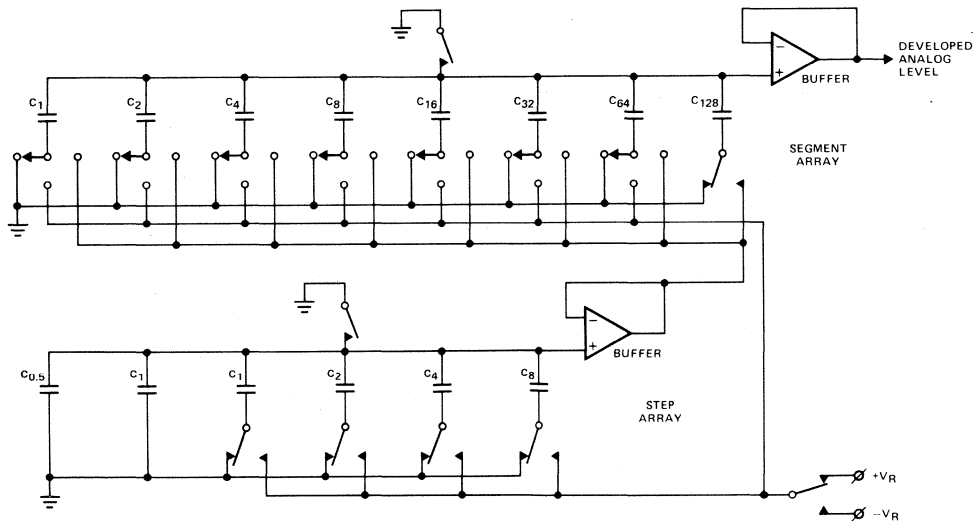 DEVELOPED
ANALOG
LEVEL
−
+
BUFFER
C1
C2
C4
C8
C16
C32
C64
C128
SEGMENT
ARRAY
−
+
BUFFER
C0.5
C1
C1
C2
C4
C8
STEP
ARRAY
+VR
−VR